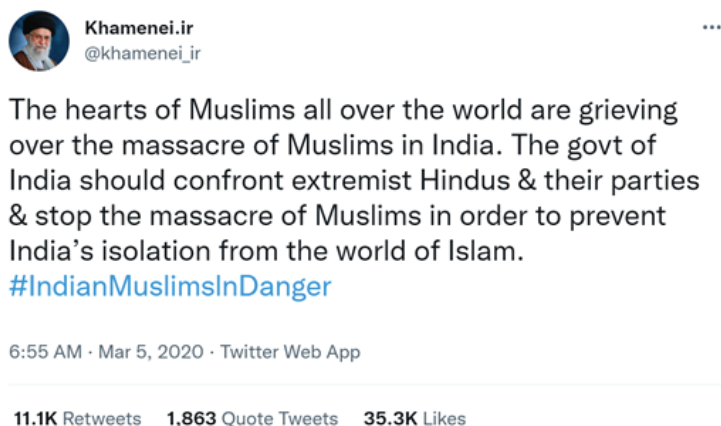 Khamenei.ir
@khamenei_ir
The hearts of Muslims all over the world are grieving
over the massacre of Muslims in India. The govt of
India should confront extremist Hindus & their parties
& stop the massacre of Muslims in order to prevent
India's isolation from the world of Islam.
#IndianMuslimsInDanger
6:55 AM · Mar 5, 2020 · Twitter Web App
11.1K Retweets 1,863 Quote Tweets 35.3K Likes